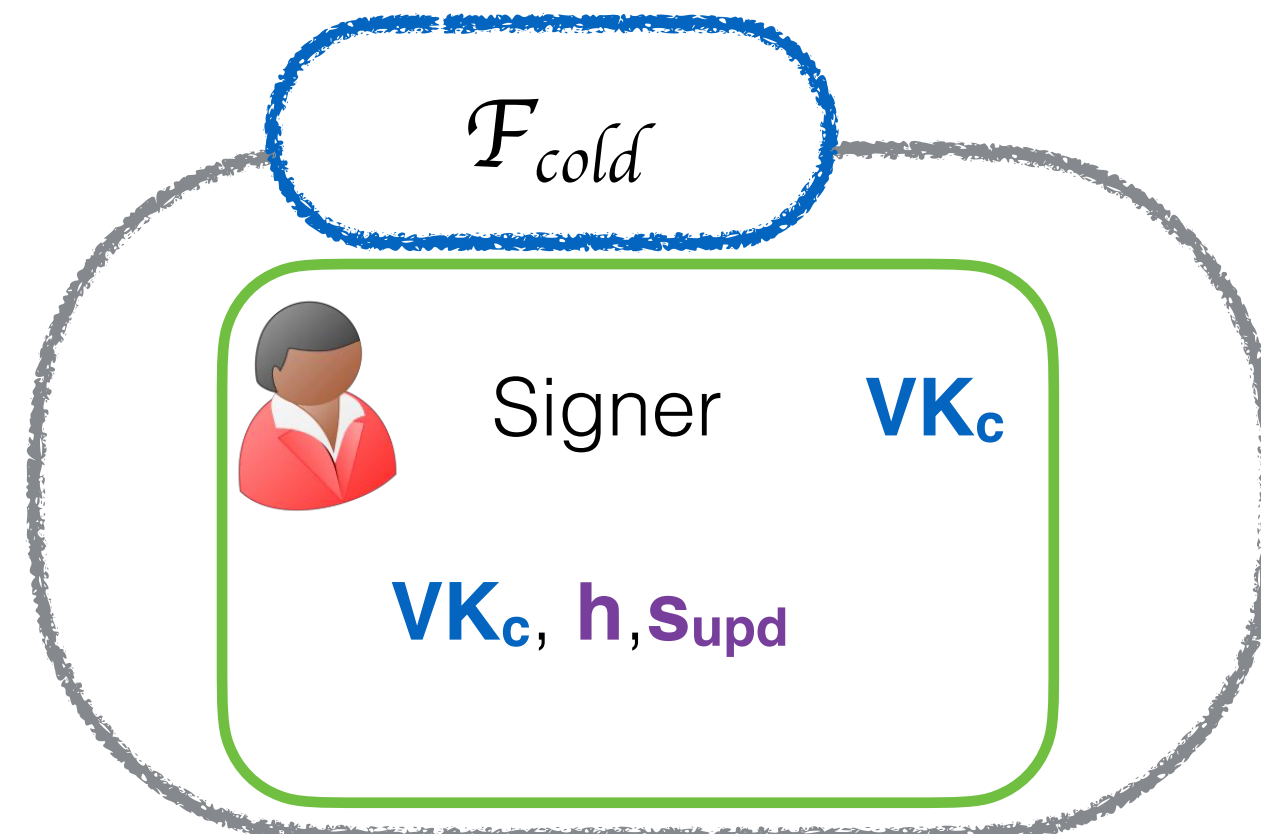 ℱcold
Signer VKc
VKc, h,supd